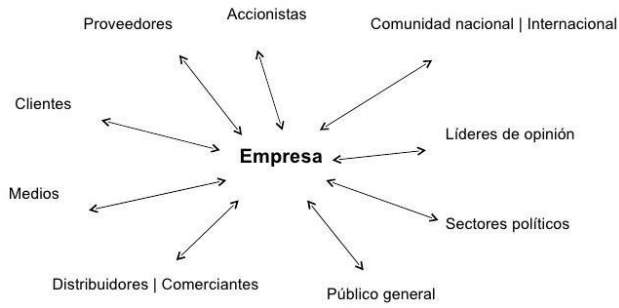 Accionistas
Proveedores
Comunidad nacional | Internacional
Clientes
Líderes de opinión
Empresa
Medios
Sectores políticos
Distribuidores | Comerciantes
Público general